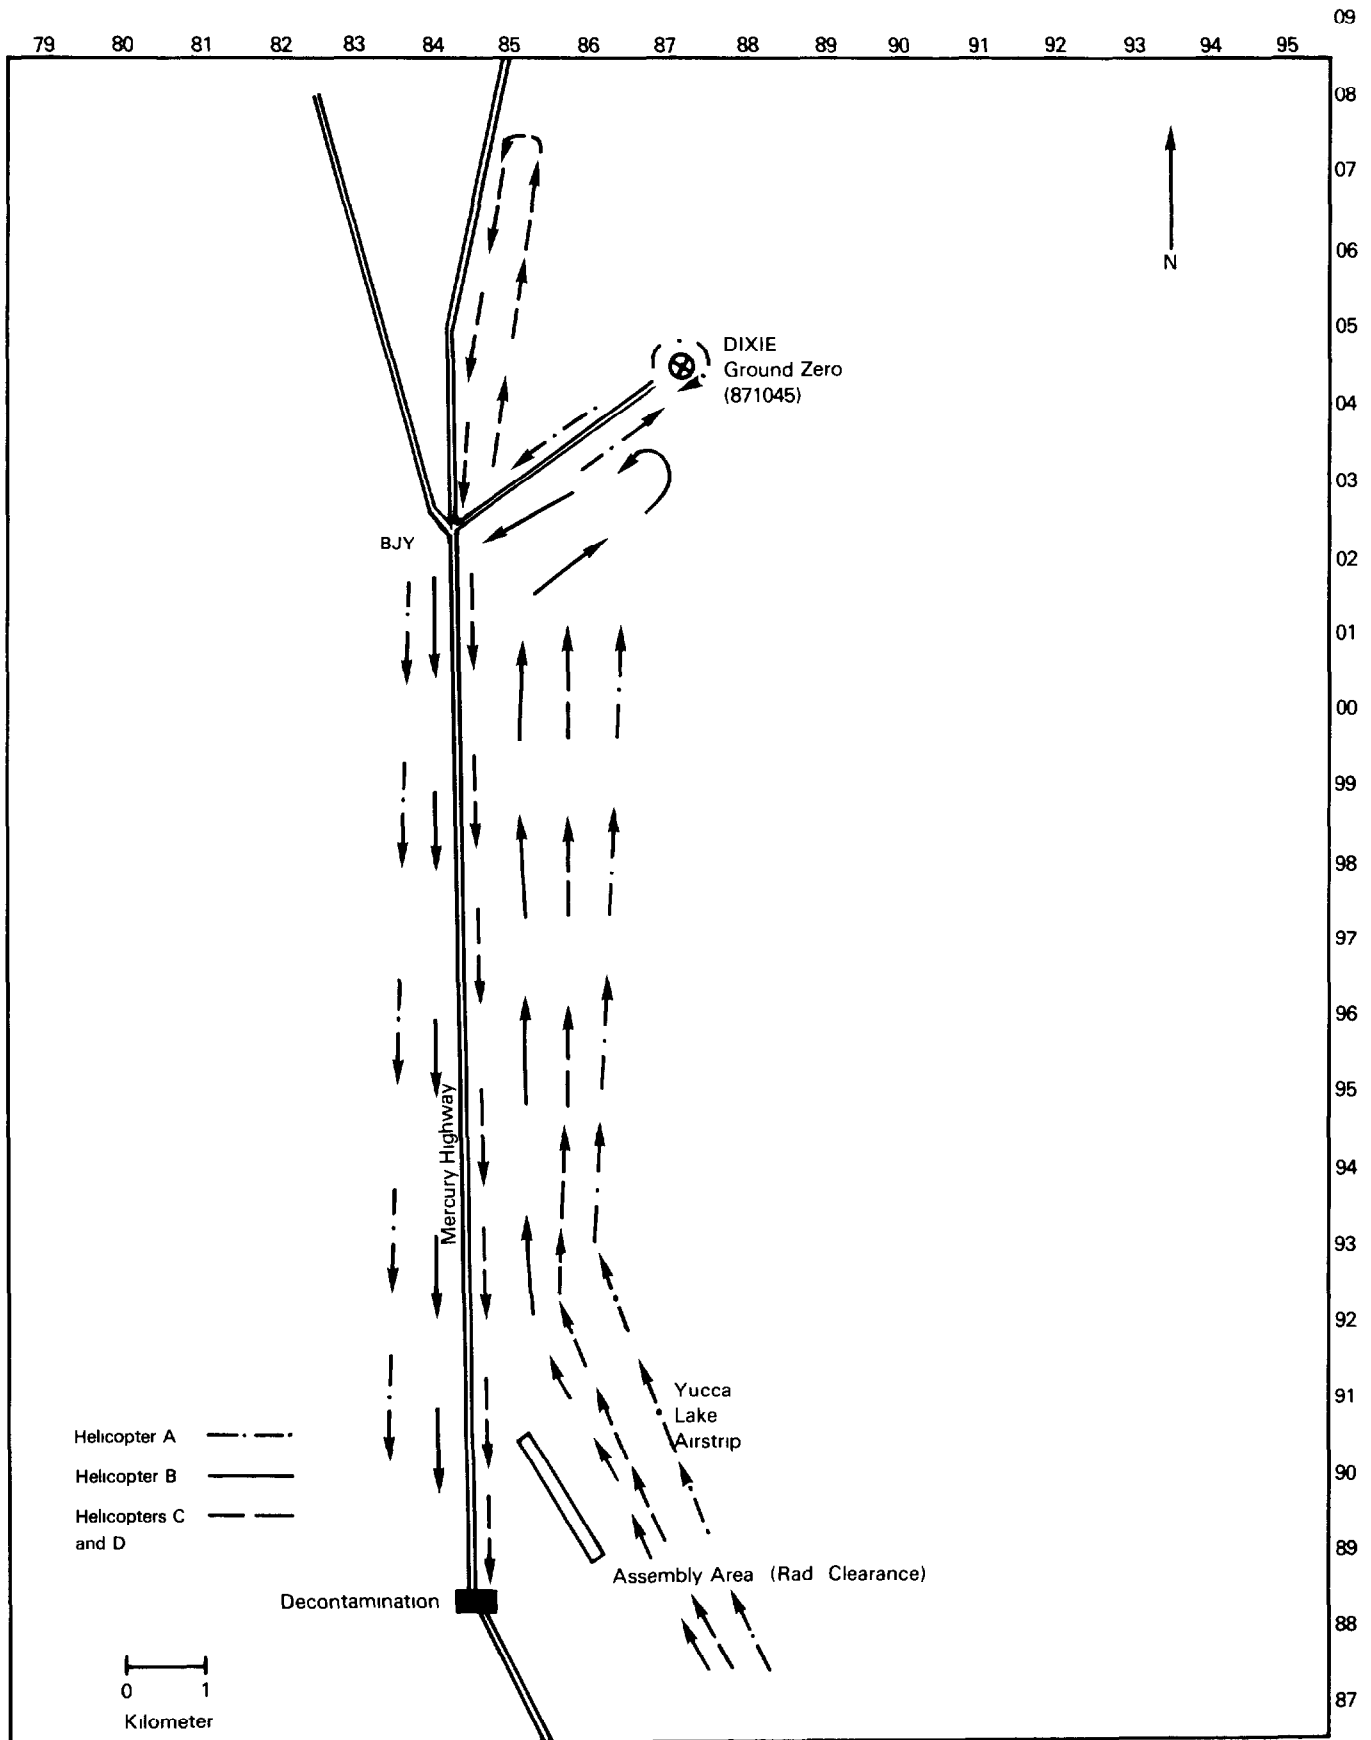 09
79 80 81 82 83 84 85 86 87 88 89 90 91 92 93 94 95
08
07
06
N
05
DIXIE
Ground Zero
(871045)
04
03
BJY
02
01
00
99
98
97
96
95
Mercury Highway
94
93
92
Yucca
Lake
Airstrip
91
Helicopter A
90
Helicopter B
Helicopters C
and D
89
Assembly Area (Rad Clearance)
Decontamination
88
0 1
Kilometer
87